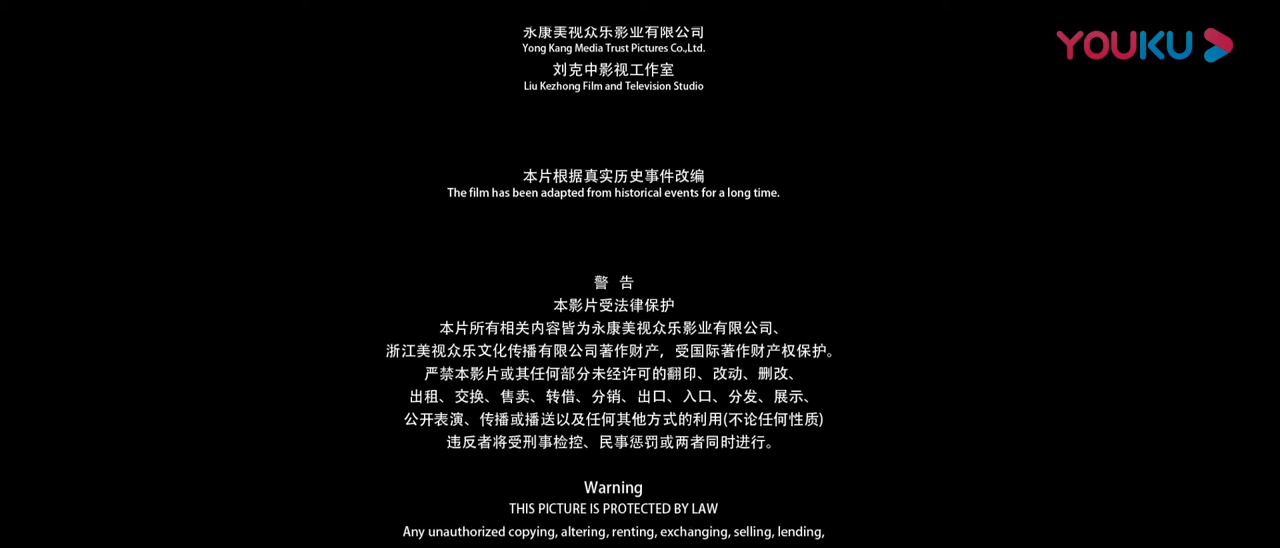 永康美视众乐影业有限公司
Yong Kang Media Trust Pictures Co.,Ltd.
刘克中影视工作室
Liu Kezhong Film and Television Studio
YOUKU
本片根据真实历史事件改编
The film has been adapted from historical events for a long time.
警 告
本影片受法律保护
本片所有相关内容皆为永康美视众乐影业有限公司、
浙江美视众乐文化传播有限公司著作财产，受国际著作财产权保护。
严禁本影片或其任何部分未经许可的翻印、改动、删改、
出租、交换、售卖、转借、分销、出口、入口、分发、展示、
公开表演、传播或播送以及任何其他方式的利用(不论任何性质)
违反者将受刑事检控、民事惩罚或两者同时进行。
Warning
THIS PICTURE IS PROTECTED BY LAW
Any unauthorized copying, altering, renting, exchanging, selling, lending,